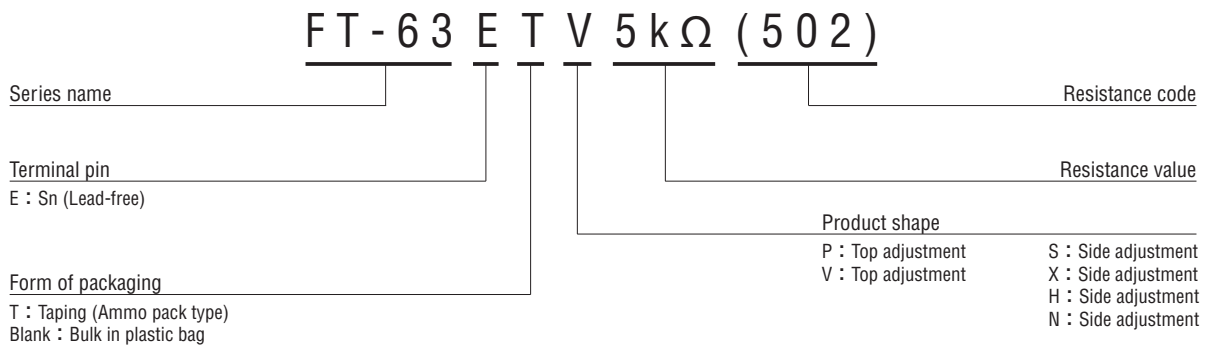 FT-63 E T V 5kΩ (502)
Series name
Resistance code
Terminal pin
E：Sn (Lead-free)
Resistance value
Product shape
P：Top adjustment
V：Top adjustment
S：Side adjustment
X：Side adjustment
H：Side adjustment
N：Side adjustment
Form of packaging
T：Taping (Ammo pack type)
Blank：Bulk in plastic bag